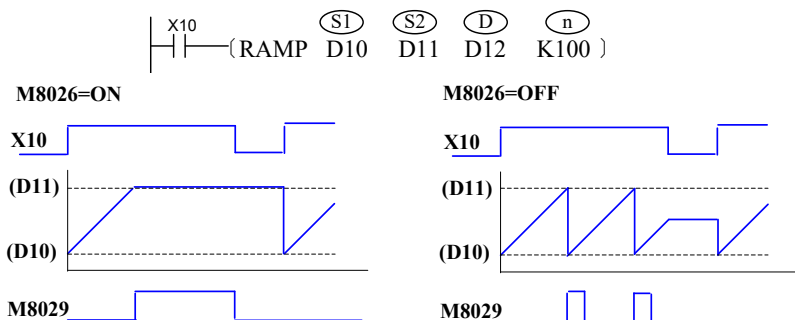 S1 S2 D n
X10
RAMP D10 D11 D12 K100
M8026=ON
X10
(D11)
(D10)
M8029
M8026=OFF
X10
(D11)
(D10)
M8029